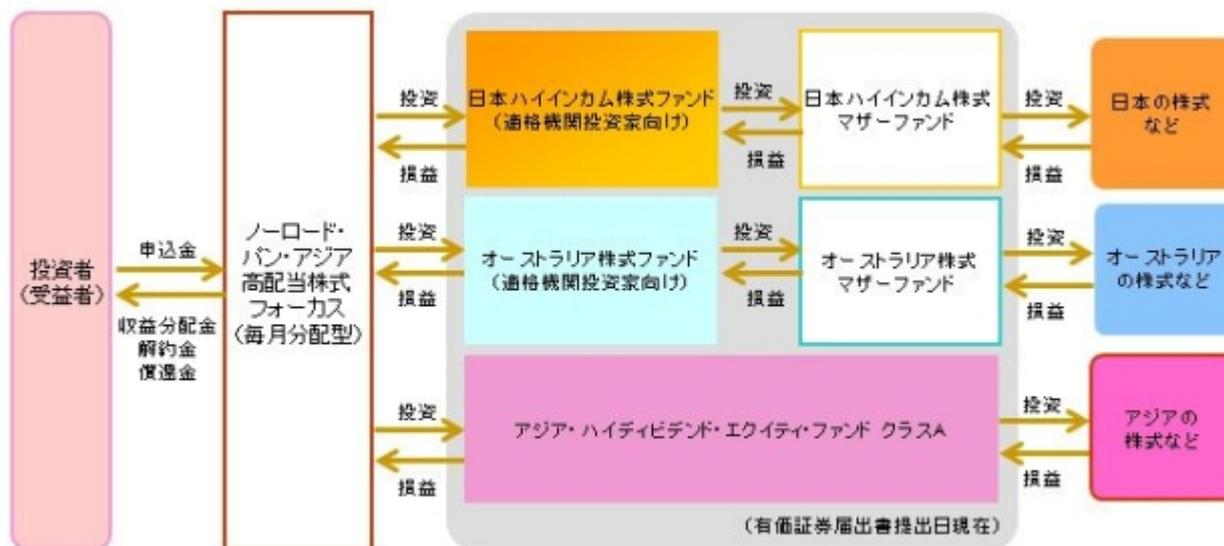 投資者
(受益者)
申込金
収益分配金
解約金
償還金
ノーロード・
パン・アジア
高配当株式
フォーカス
(毎月分配型)
投資
損益
日本ハイインカム株式ファンド
(適格機関投資家向け)
投資
損益
日本ハイインカム株式
マザーファンド
投資
損益
日本の株式
など
投資
損益
オーストラリア株式ファンド
(適格機関投資家向け)
投資
損益
オーストラリア株式
マザーファンド
投資
損益
オーストラリア
の株式など
投資
損益
アジア・ハイディビデンド・エクイティ・ファンド クラスA
投資
損益
アジアの
株式など
(有価証券届出書提出日現在)